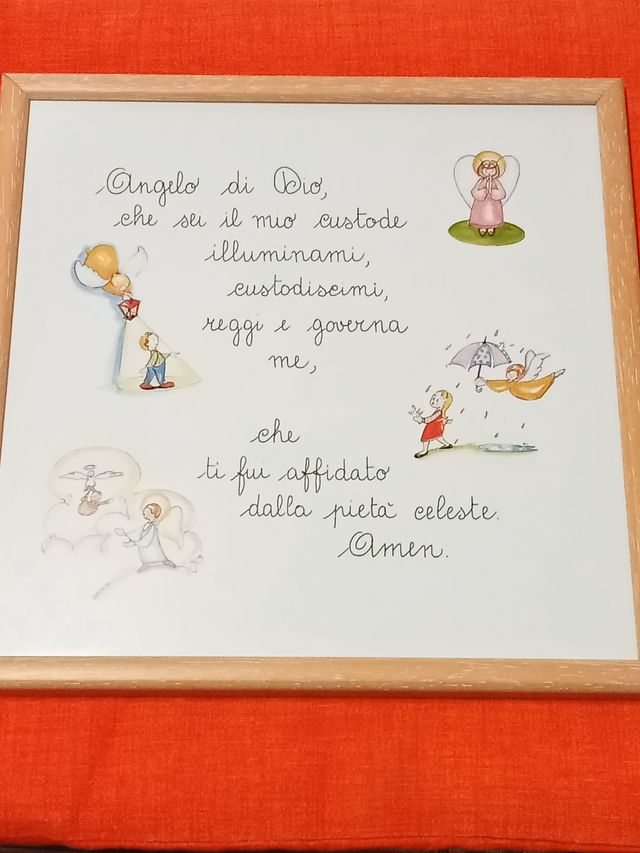 Angelo di Dio,
che sei il mio custode
illuminami,
custodiscimi,
reggi e governa
me,
che
ti fui affidato
dalla pietà celeste.
Amen.